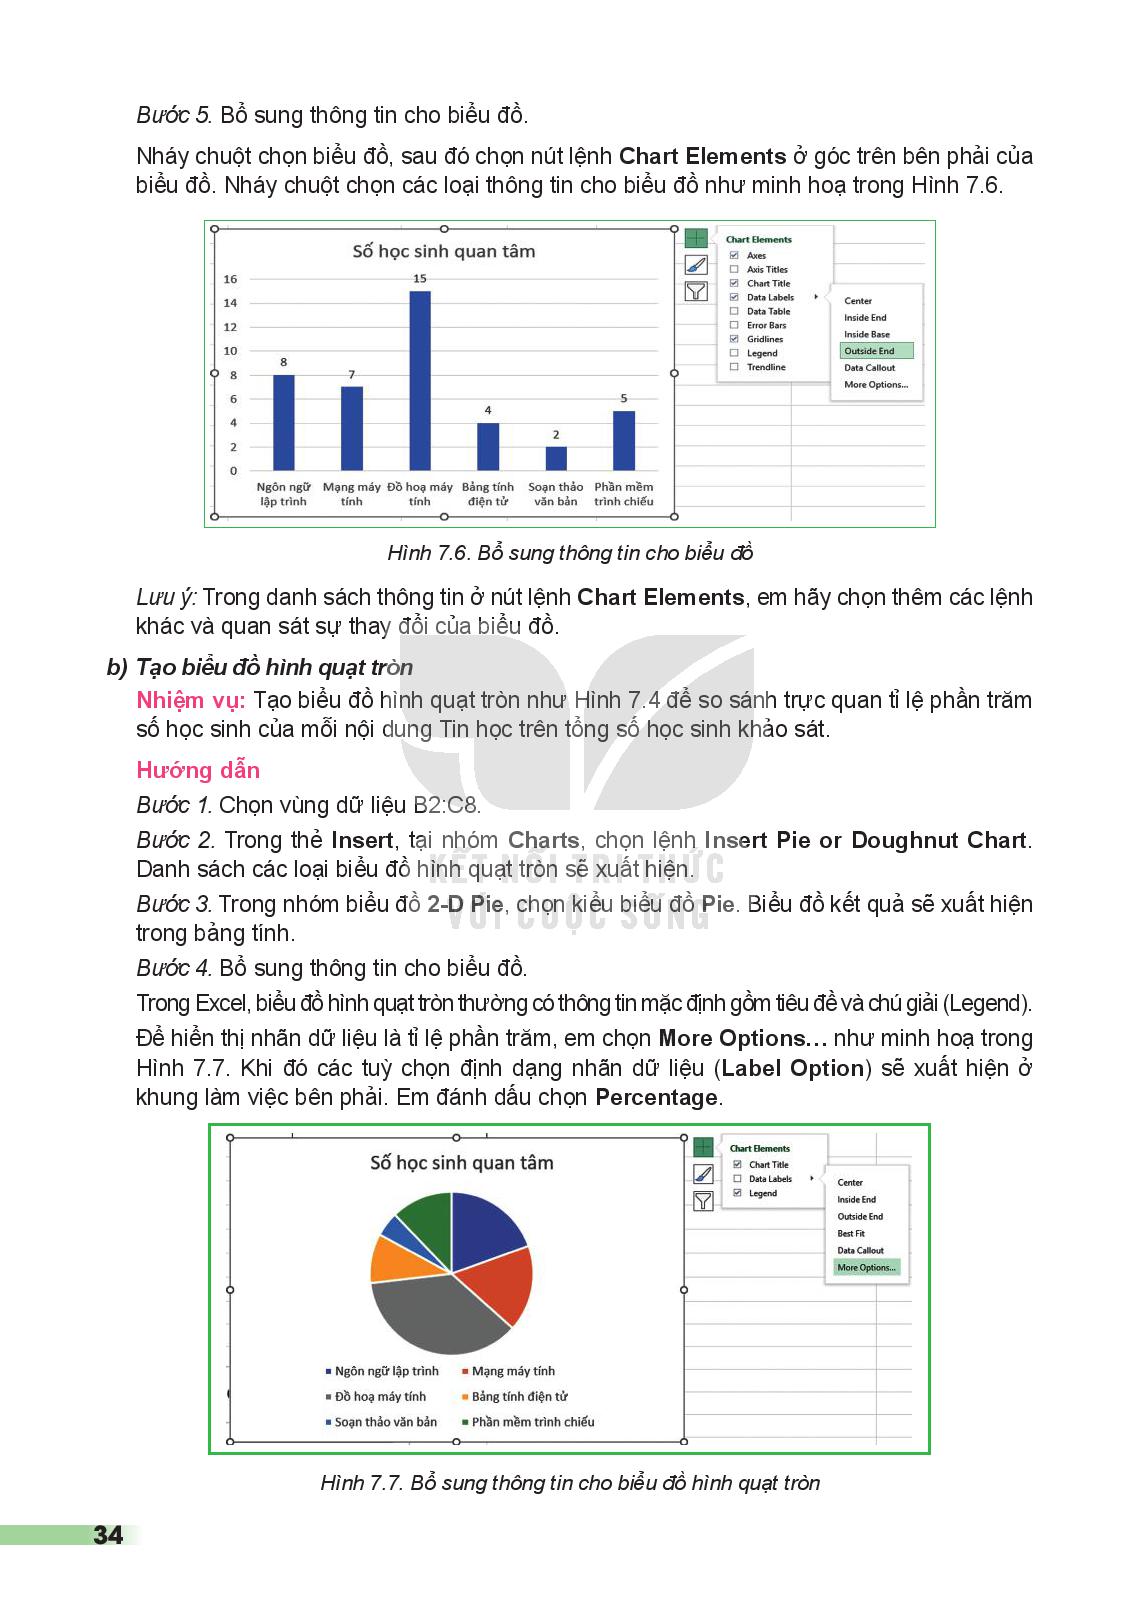 Bước 5. Bổ sung thông tin cho biểu đồ.
Nháy chuột chọn biểu đồ, sau đó chọn nút lệnh Chart Elements ở góc trên bên phải của
biểu đồ. Nháy chuột chọn các loại thông tin cho biểu đồ như minh hoạ trong Hình 7.6.
Số học sinh quan tâm
16
14
12
10
8
6
4
2
0
8
7
15
4
2
5
Ngôn ngữ lập trình
Mạng máy tính
Đồ hoạ máy tính
Bảng tính điện tử
Soạn thảo văn bản
Phần mềm trình chiếu
Chart Elements
Axes
Axis Titles
Chart Title
Data Labels
Data Table
Error Bars
Gridlines
Legend
Trendline
Center
Inside End
Inside Base
Outside End
Data Callout
More Options...
Hình 7.6. Bổ sung thông tin cho biểu đồ
Lưu ý: Trong danh sách thông tin ở nút lệnh Chart Elements, em hãy chọn thêm các lệnh
khác và quan sát sự thay đổi của biểu đồ.
b) Tạo biểu đồ hình quạt tròn
Nhiệm vụ: Tạo biểu đồ hình quạt tròn như Hình 7.4 để so sánh trực quan tỉ lệ phần trăm
số học sinh của mỗi nội dung Tin học trên tổng số học sinh khảo sát.
Hướng dẫn
Bước 1. Chọn vùng dữ liệu B2:C8.
Bước 2. Trong thẻ Insert, tại nhóm Charts, chọn lệnh Insert Pie or Doughnut Chart.
Danh sách các loại biểu đồ hình quạt tròn sẽ xuất hiện.
KẾT NỐI TRI THỨC
Bước 3. Trong nhóm biểu đồ 2-D Pie, chọn kiểu biểu đồ Pie. Biểu đồ kết quả sẽ xuất hiện
VỚI CUỘC SỐNG
trong bảng tính.
Bước 4. Bổ sung thông tin cho biểu đồ.
Trong Excel, biểu đồ hình quạt tròn thường có thông tin mặc định gồm tiêu đề và chú giải (Legend).
Để hiển thị nhãn dữ liệu là tỉ lệ phần trăm, em chọn More Options… như minh hoạ trong
Hình 7.7. Khi đó các tuỳ chọn định dạng nhãn dữ liệu (Label Option) sẽ xuất hiện ở
khung làm việc bên phải. Em đánh dấu chọn Percentage.
Số học sinh quan tâm
Ngôn ngữ lập trình
Mạng máy tính
Đồ hoạ máy tính
Bảng tính điện tử
Soạn thảo văn bản
Phần mềm trình chiếu
Chart Elements
Chart Title
Data Labels
Legend
Center
Inside End
Outside End
Best Fit
Data Callout
More Options...
Hình 7.7. Bổ sung thông tin cho biểu đồ hình quạt tròn
34